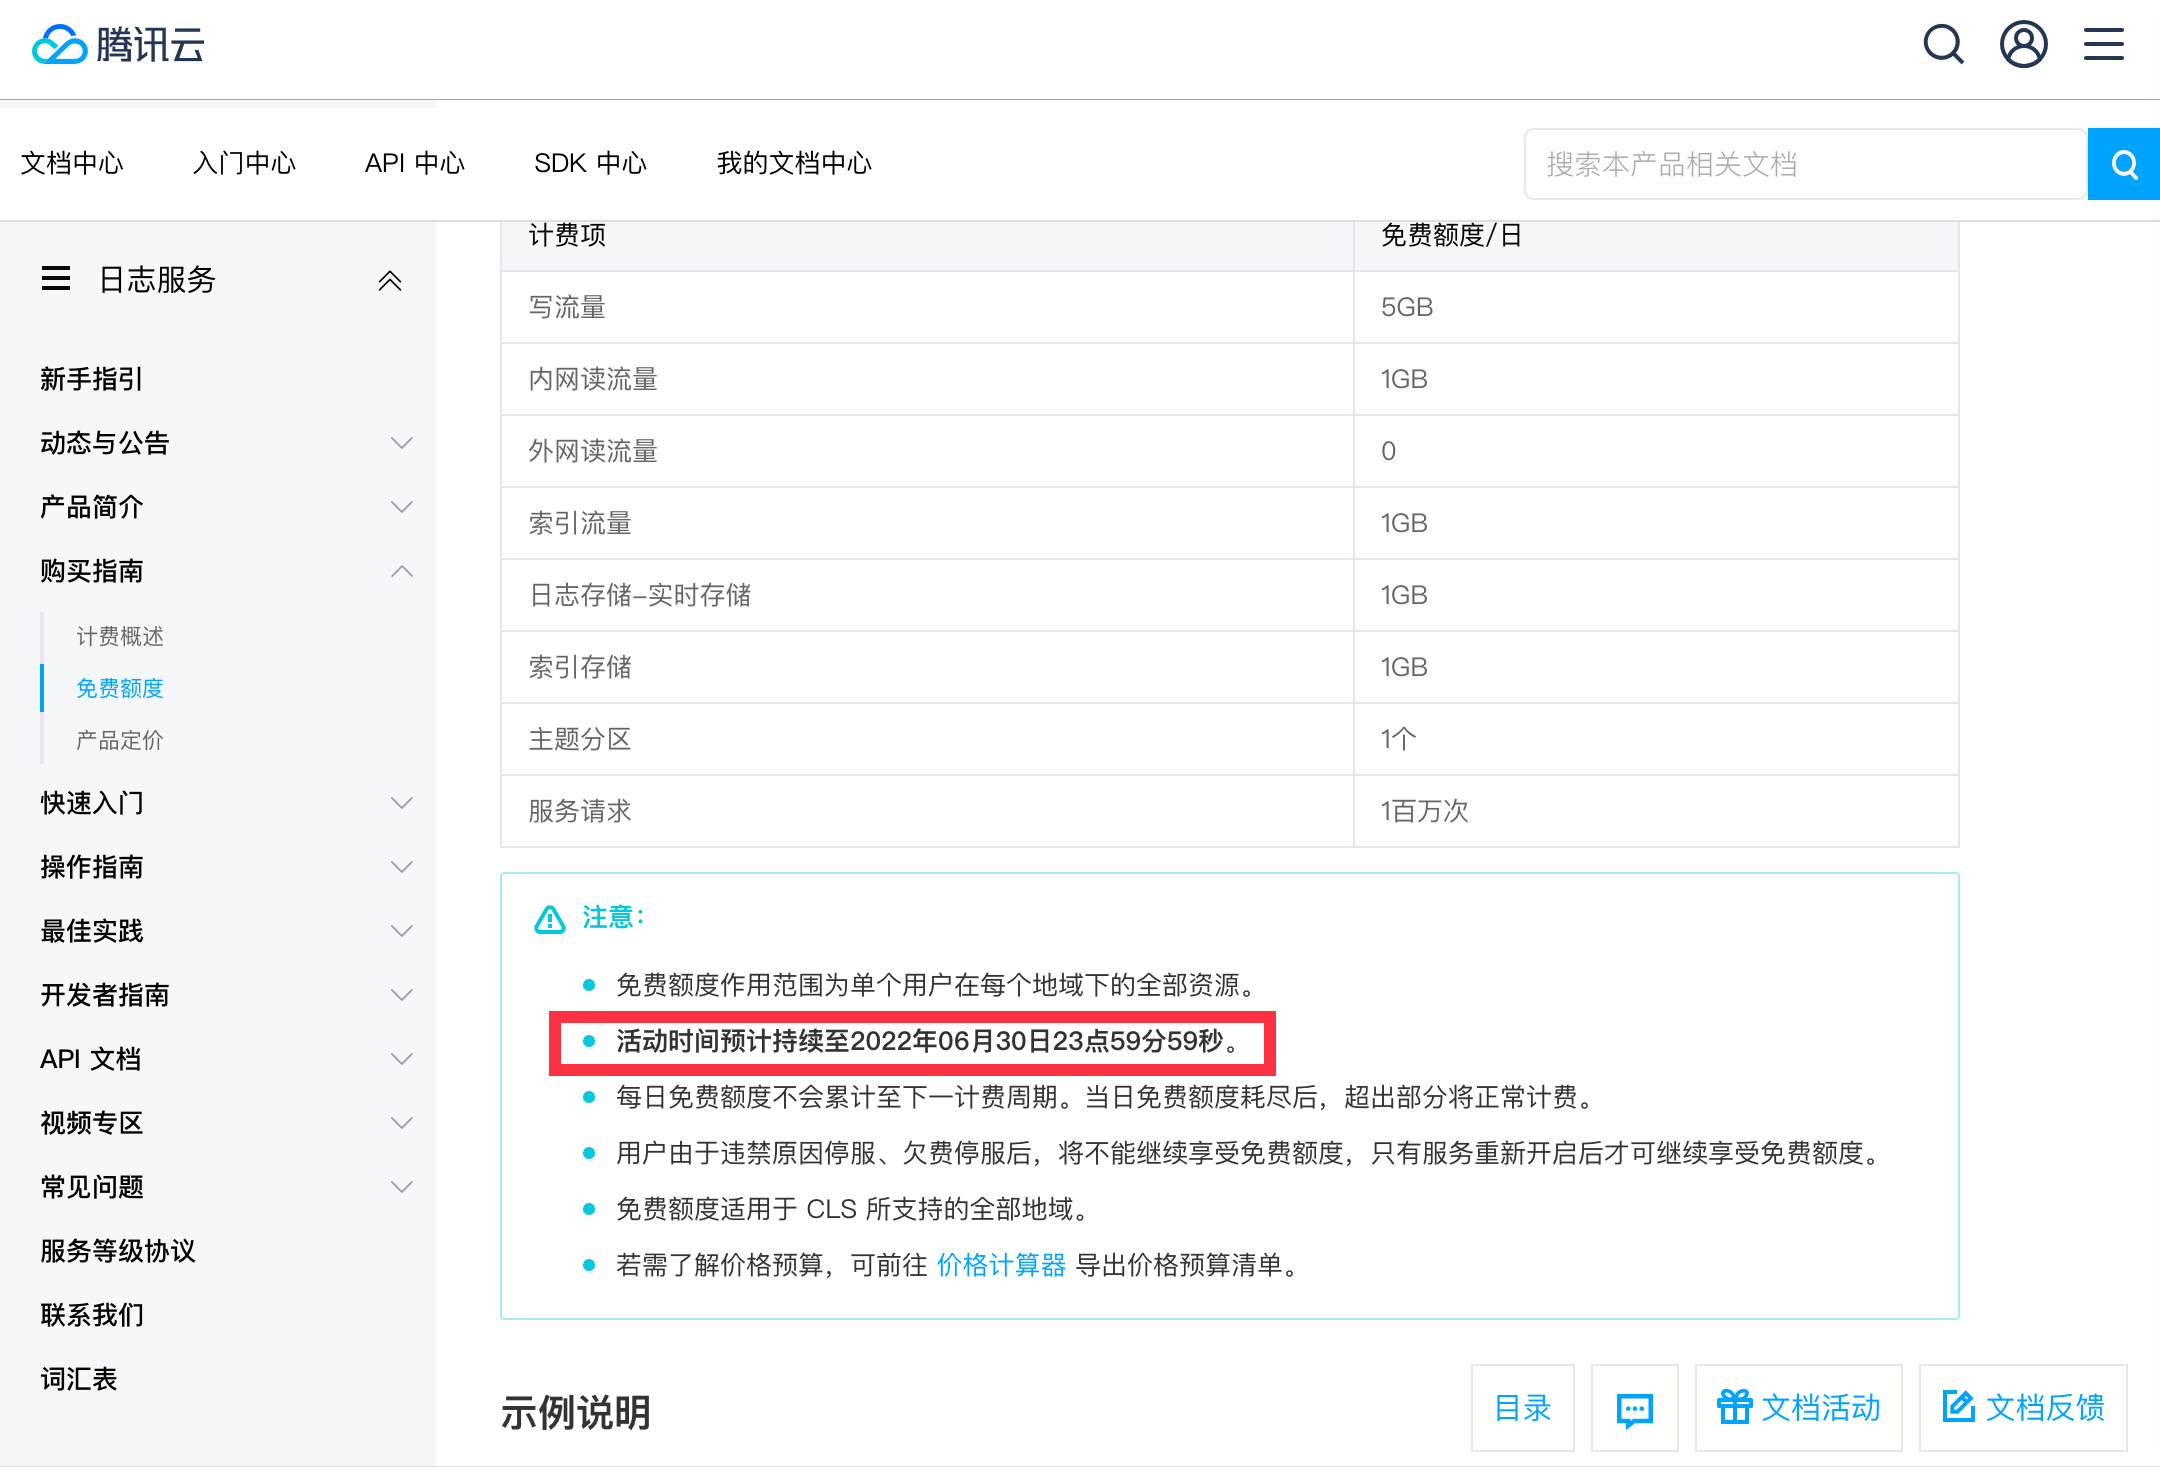 腾讯云
文档中心 入门中心 API 中心 SDK 中心 我的文档中心 搜索本产品相关文档
日志服务
新手指引
动态与公告
产品简介
购买指南
计费概述
免费额度
产品定价
快速入门
操作指南
最佳实践
开发者指南
API 文档
视频专区
常见问题
服务等级协议
联系我们
词汇表
计费项 免费额度/日
写流量 5GB
内网读流量 1GB
外网读流量 0
索引流量 1GB
日志存储-实时存储 1GB
索引存储 1GB
主题分区 1个
服务请求 1百万次
注意：
免费额度作用范围为单个用户在每个地域下的全部资源。
活动时间预计持续至2022年06月30日23点59分59秒。
每日免费额度不会累计至下一计费周期。当日免费额度耗尽后，超出部分将正常计费。
用户由于违禁原因停服、欠费停服后，将不能继续享受免费额度，只有服务重新开启后才可继续享受免费额度。
免费额度适用于 CLS 所支持的全部地域。
若需了解价格预算，可前往 价格计算器 导出价格预算清单。
示例说明
目录 文档活动 文档反馈